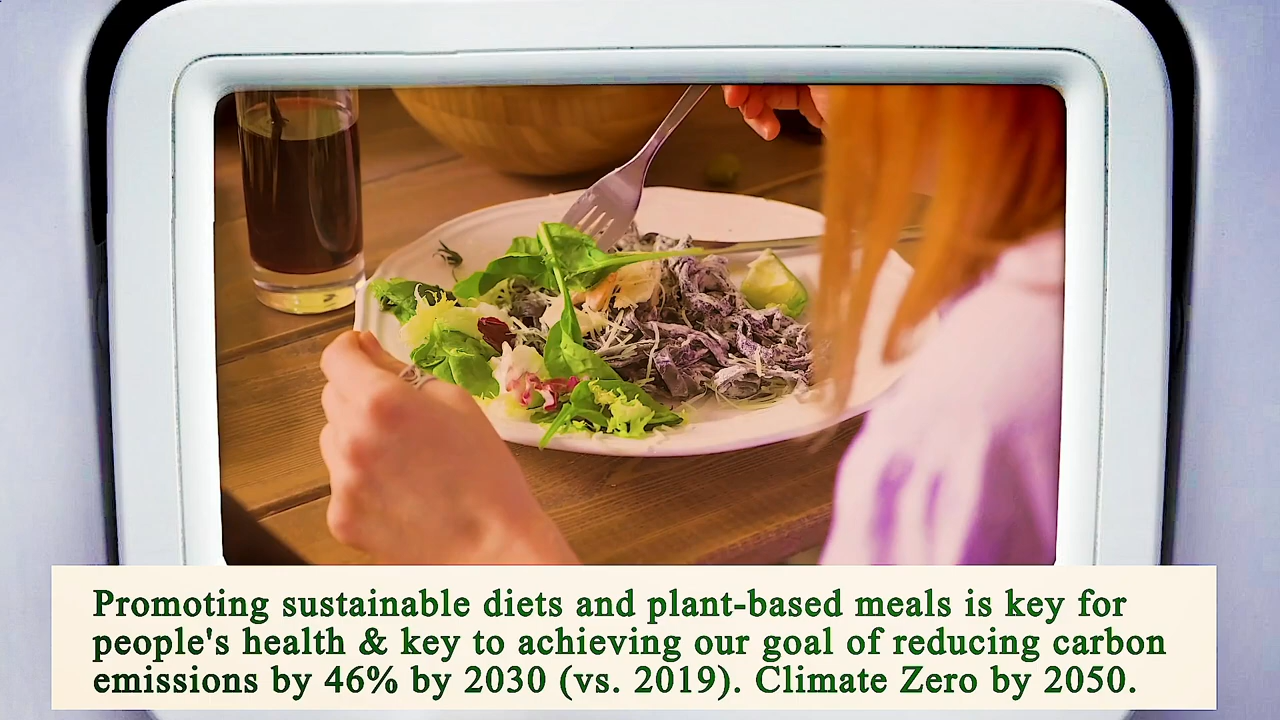 Promoting sustainable diets and plant-based meals is key for
people's health & key to achieving our goal of reducing carbon
emissions by 46% by 2030 (vs. 2019). Climate Zero by 2050.